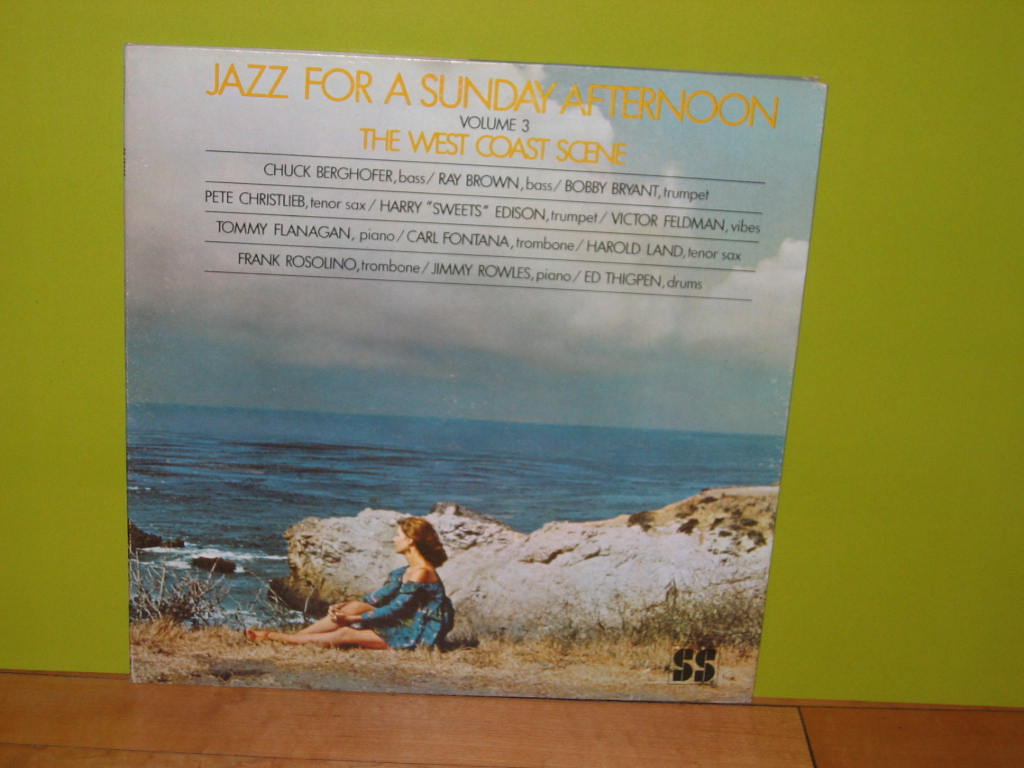 JAZZ FOR A SUNDAY AFTERNOON
VOLUME 3
THE WEST COAST SCENE
CHUCK BERGHOFER, bass / RAY BROWN, bass / BOBBY BRYANT, trumpet
PETE CHRISTLIEB, tenor sax / HARRY "SWEETS" EDISON, trumpet / VICTOR FELDMAN, vibes
TOMMY FLANAGAN, piano / CARL FONTANA, trombone / HAROLD LAND, tenor sax
FRANK ROSOLINO, trombone / JIMMY ROWLES, piano / ED THIGPEN, drums
SS